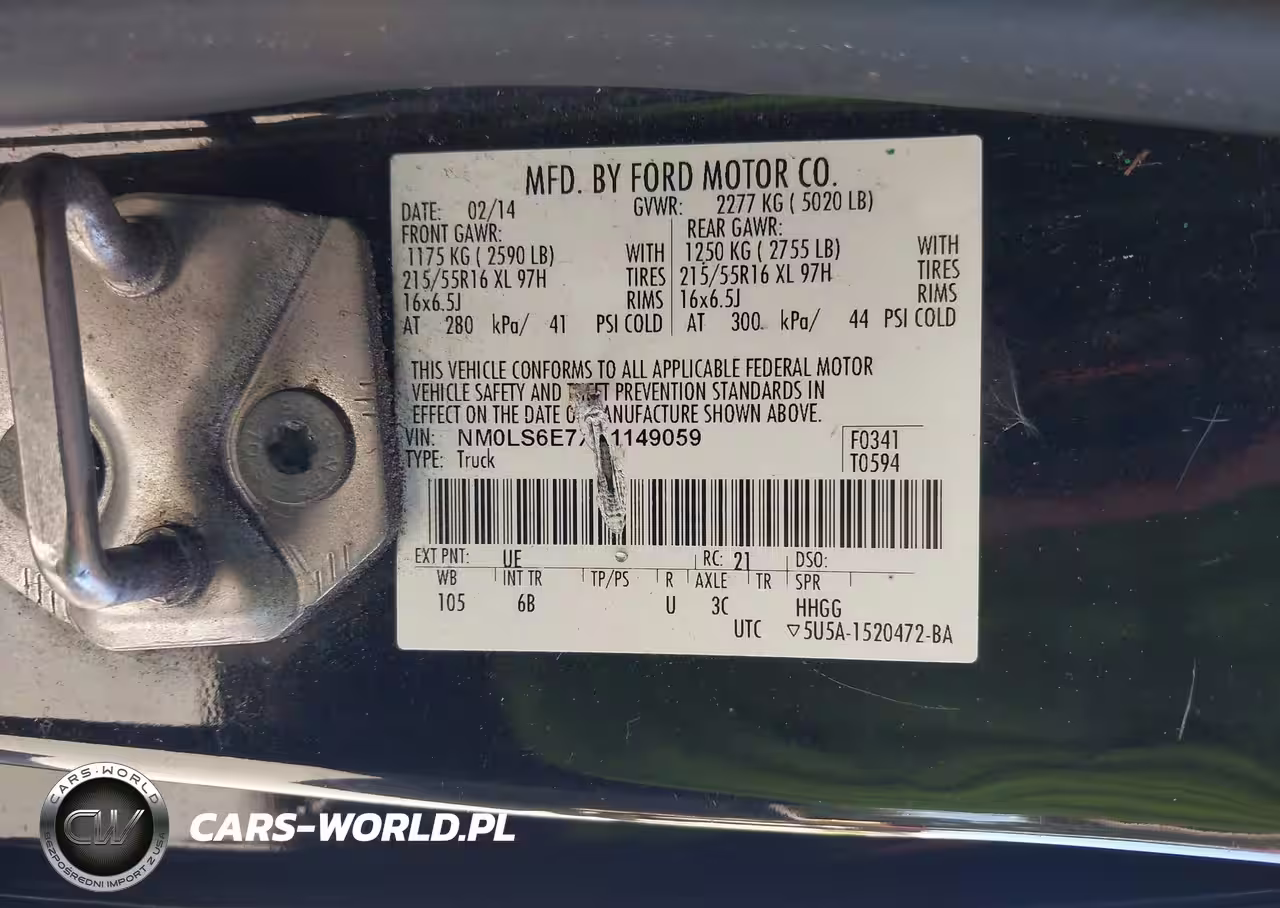 MFD. BY FORD MOTOR CO.
DATE: 02/14 GVWR: 2277 KG ( 5020 LB)
FRONT GAWR: REAR GAWR:
1175 KG ( 2590 LB) WITH 1250 KG ( 2755 LB) WITH
215/55R16 XL 97H TIRES 215/55R16 XL 97H TIRES
16x6.5J RIMS 16x6.5J RIMS
AT 280 kPa/ 41 PSI COLD AT 300 kPa/ 44 PSI COLD
THIS VEHICLE CONFORMS TO ALL APPLICABLE FEDERAL MOTOR
VEHICLE SAFETY AND PREVENTION STANDARDS IN
EFFECT ON THE DATE SHOWN ABOVE.
VIN: NM0LS6E7 1149059
F0341
TYPE: Truck
T0594
EXT PNT: UE RC: 21 DSO:
WB INT TR TP/PS R AXLE TR SPR
105 6B U 3C HHGG
UTC ▽5U5A-1520472-BA
CARS-WORLD
CW
BEZPOŚREDNI IMPORT Z USA
CARS-WORLD.PL